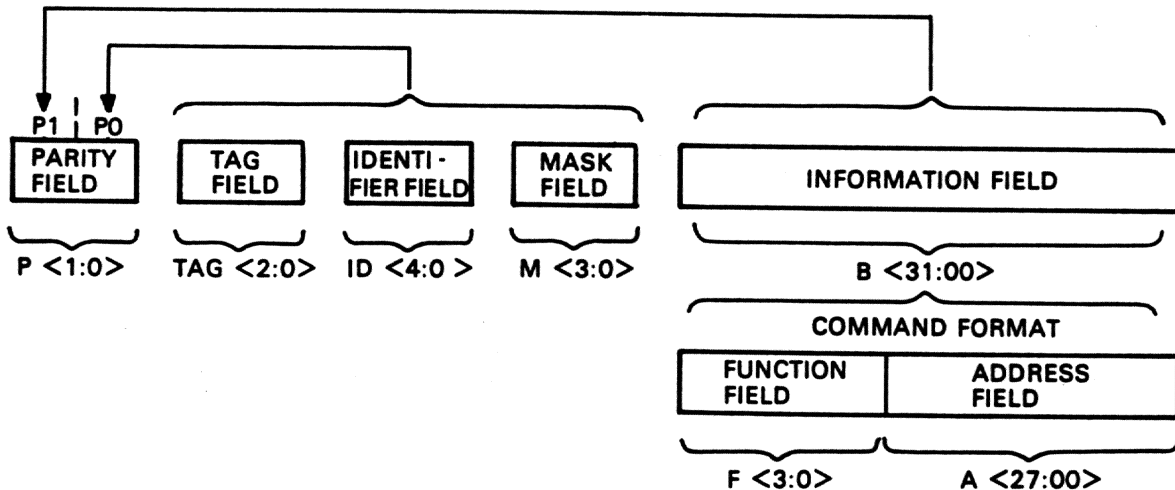 P1 P0
PARITY FIELD
TAG FIELD
IDENTI-
FIER FIELD
MASK FIELD
INFORMATION FIELD
P <1:0>
TAG <2:0>
ID <4:0 >
M <3:0>
B <31:00>
COMMAND FORMAT
FUNCTION FIELD
ADDRESS FIELD
F <3:0>
A <27:00>